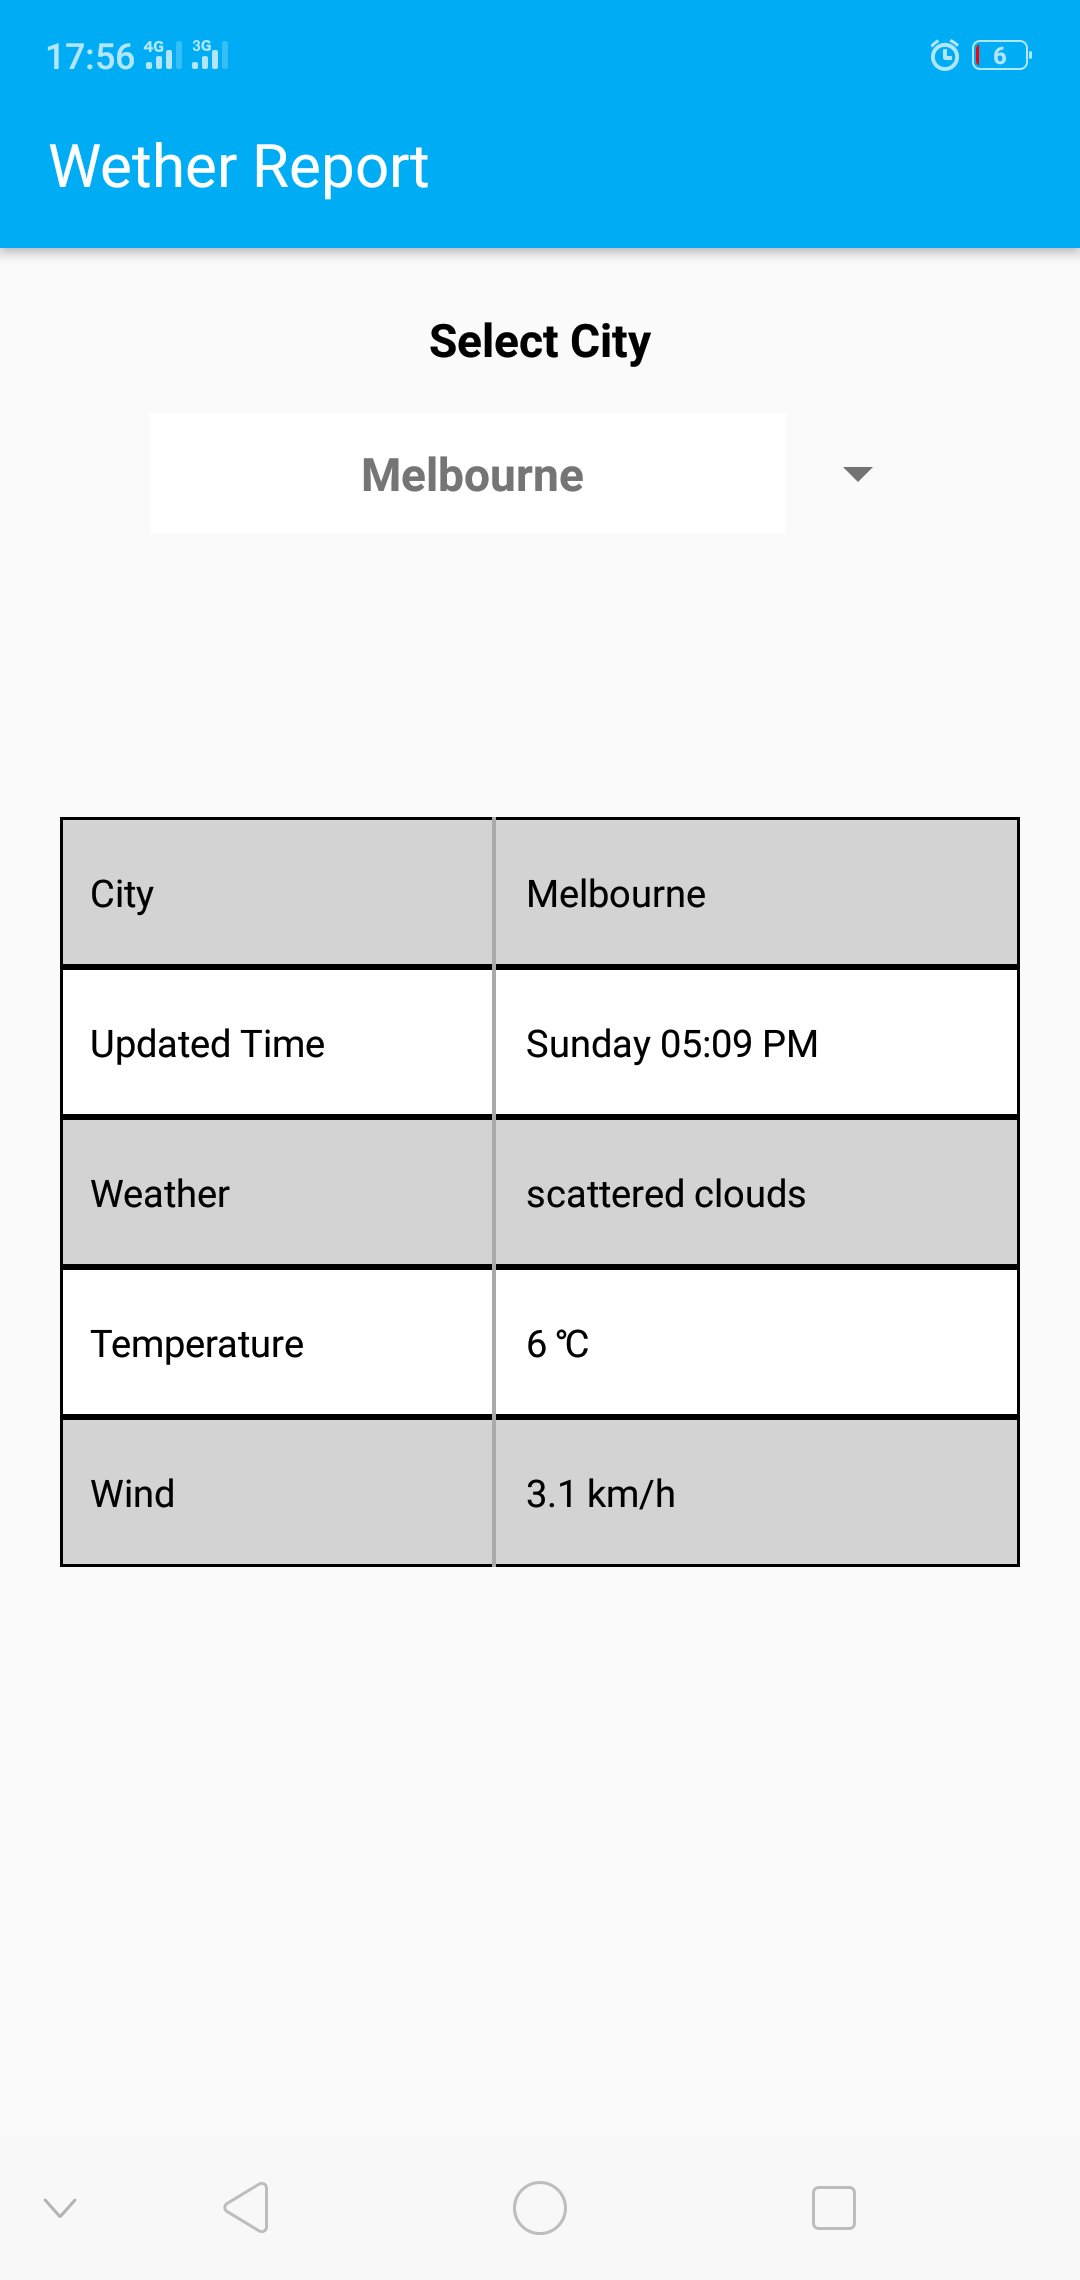 17:56 4G 3G 6
Wether Report
Select City
Melbourne
City Melbourne
Updated Time Sunday 05:09 PM
Weather scattered clouds
Temperature 6 °C
Wind 3.1 km/h